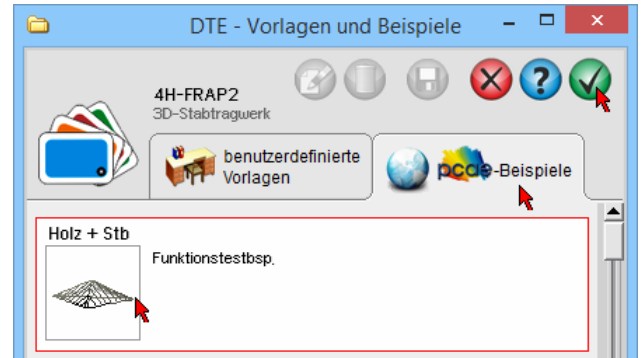 DTE - Vorlagen und Beispiele
4H-FRAP2
3D-Stabtragwerk
benutzerdefinierte
Vorlagen
pcae-Beispiele
Holz + Stb
Funktionstestbsp.